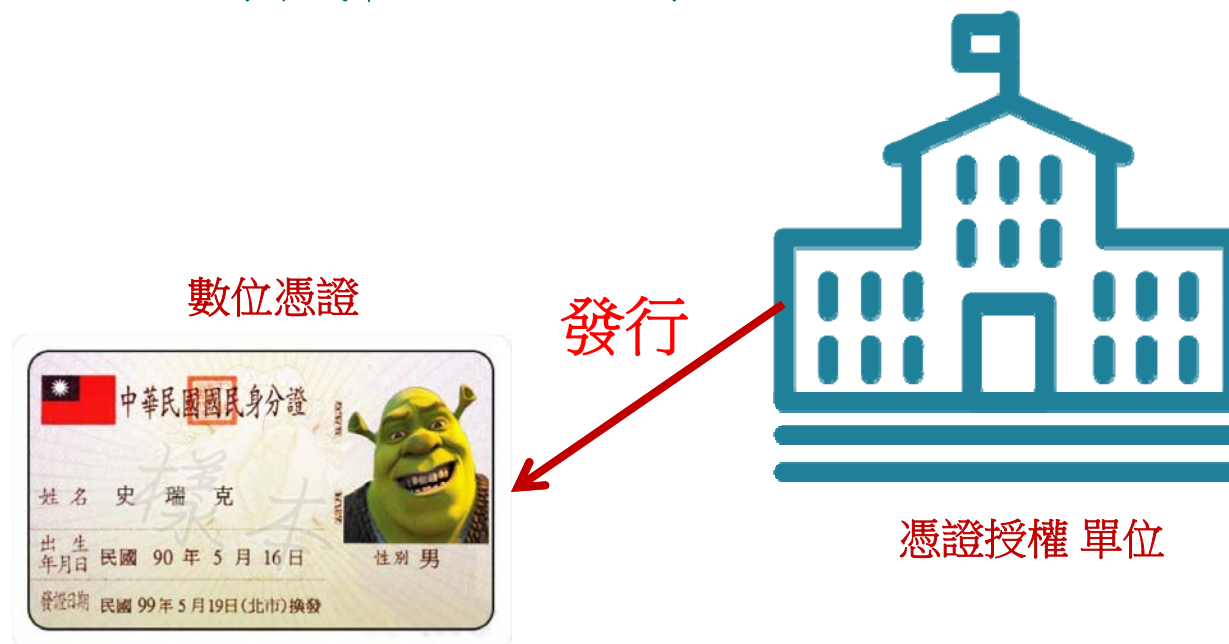 數位憑證
發行
中華民國國民身分證
樣本
姓名 史 瑞 克
出生年月日 民國 90 年 5 月 16 日 性別 男
發證日期 民國 99 年 5 月 19 日 (北市) 換發
憑證授權 單位